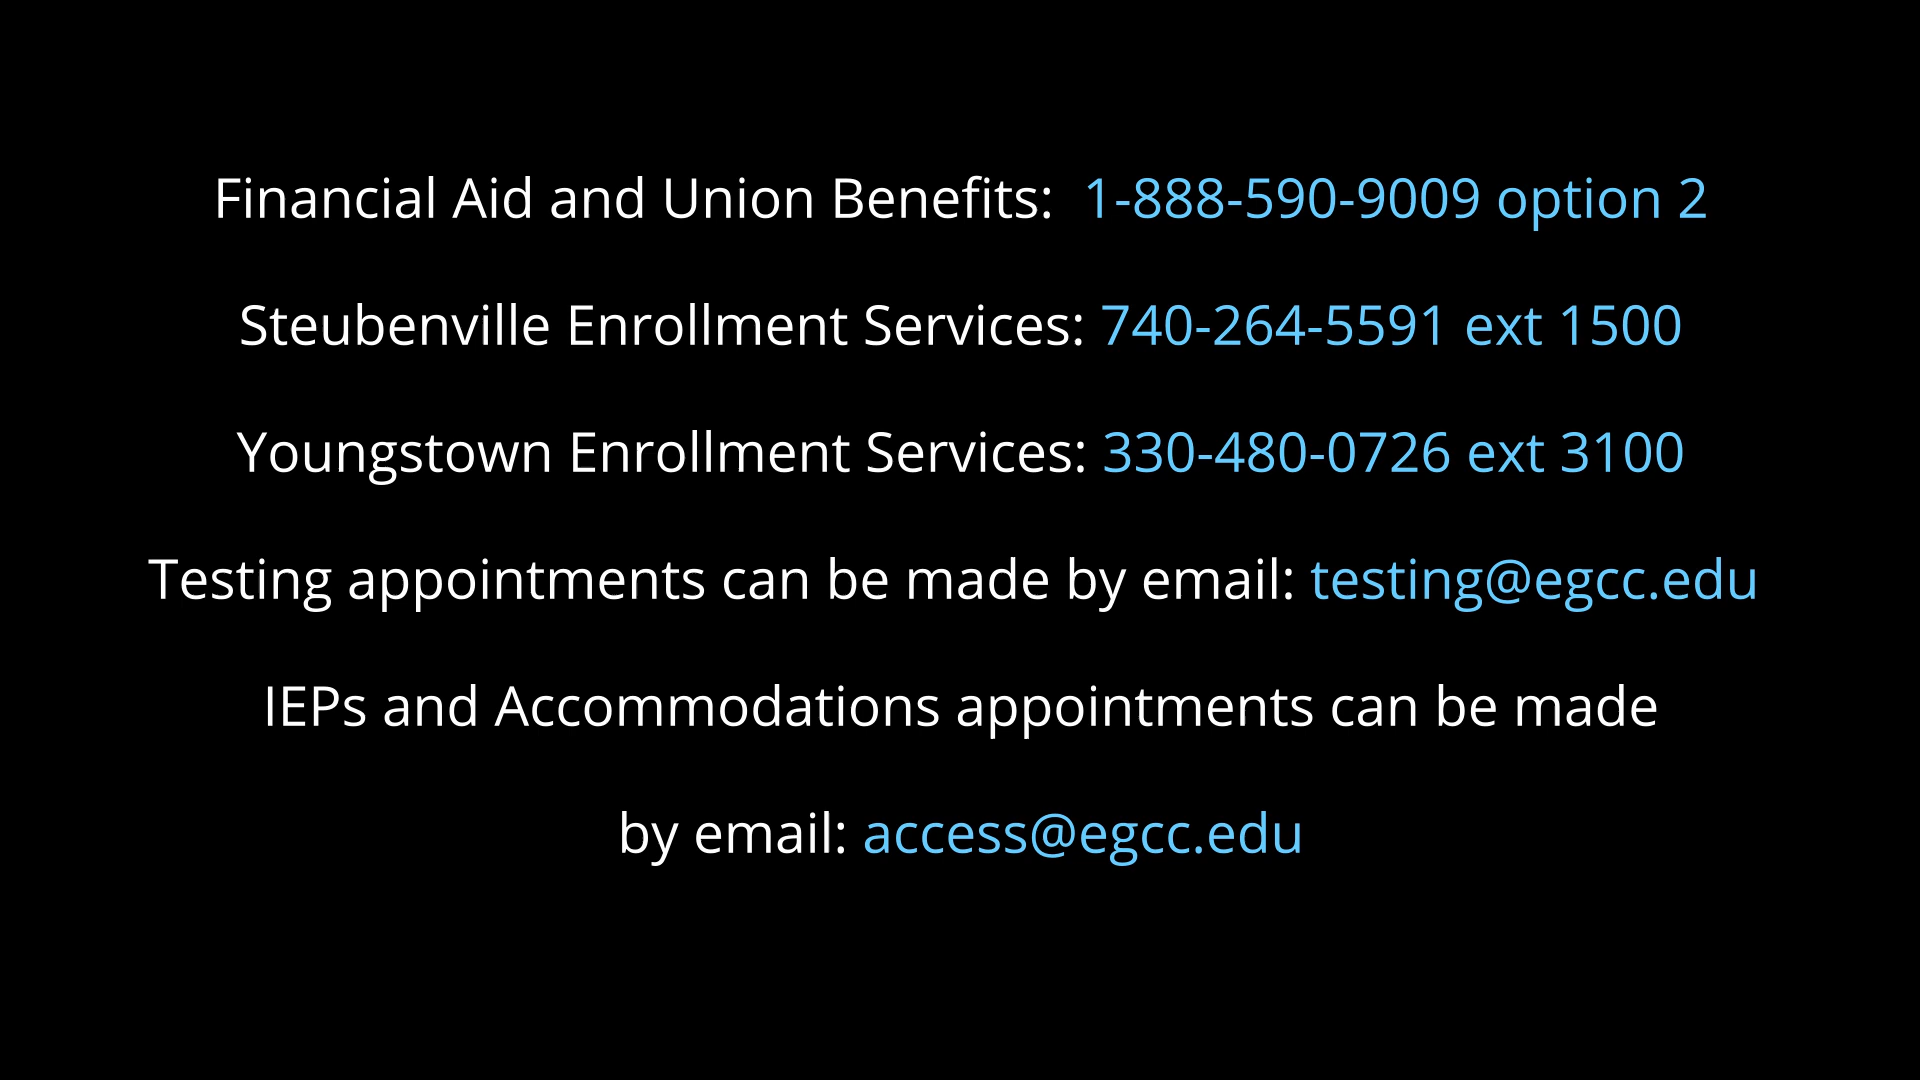 Financial Aid and Union Benefits:  1-888-590-9009 option 2
Steubenville Enrollment Services: 740-264-5591 ext 1500
Youngstown Enrollment Services: 330-480-0726 ext 3100
Testing appointments can be made by email: testing@egcc.edu
IEPs and Accommodations appointments can be made
by email: access@egcc.edu